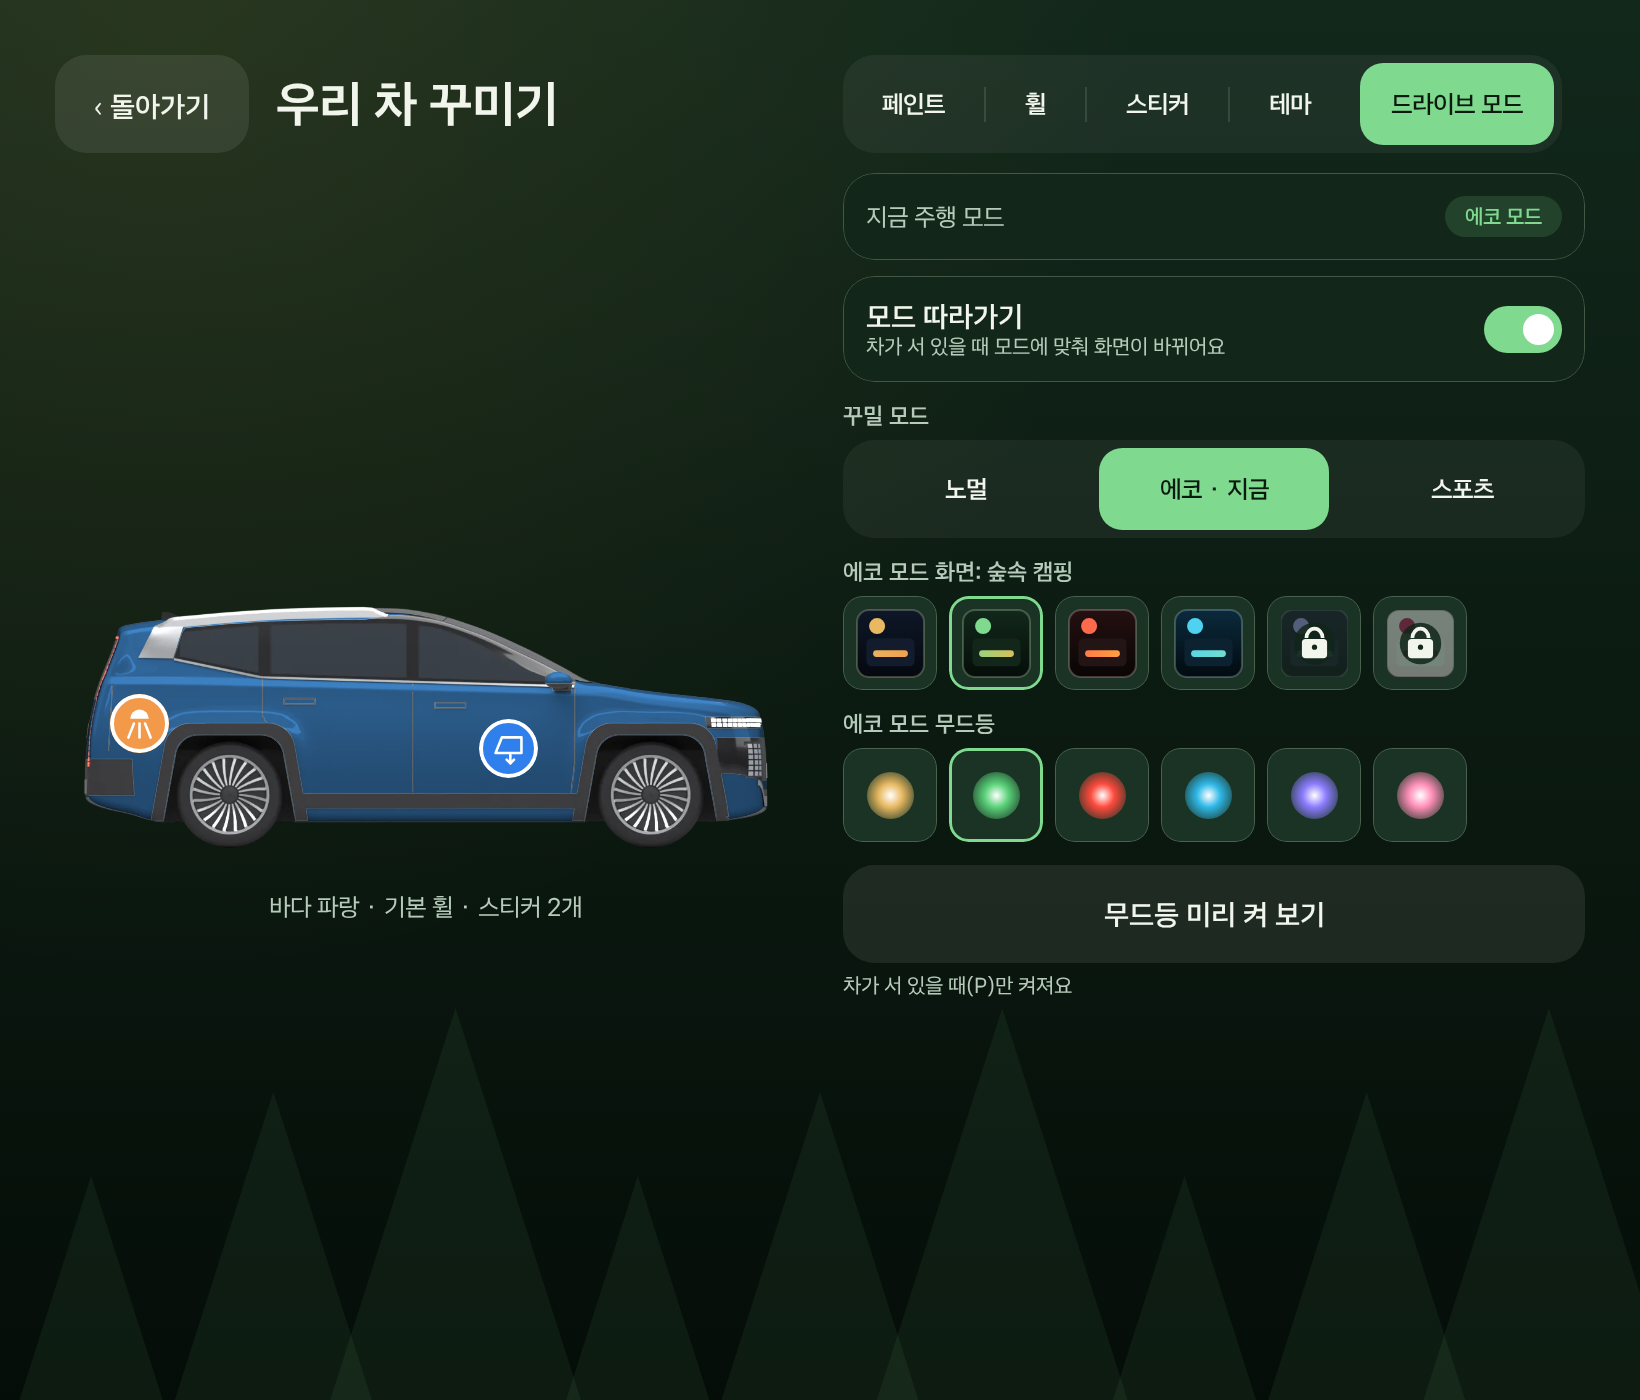 ‹ 돌아가기
우리 차 꾸미기
페인트
휠
스티커
테마
드라이브 모드
지금 주행 모드
에코 모드
모드 따라가기
차가 서 있을 때 모드에 맞춰 화면이 바뀌어요
꾸밀 모드
노멀
에코 · 지금
스포츠
에코 모드 화면: 숲속 캠핑
에코 모드 무드등
바다 파랑 · 기본 휠 · 스티커 2개
무드등 미리 켜 보기
차가 서 있을 때(P)만 켜져요